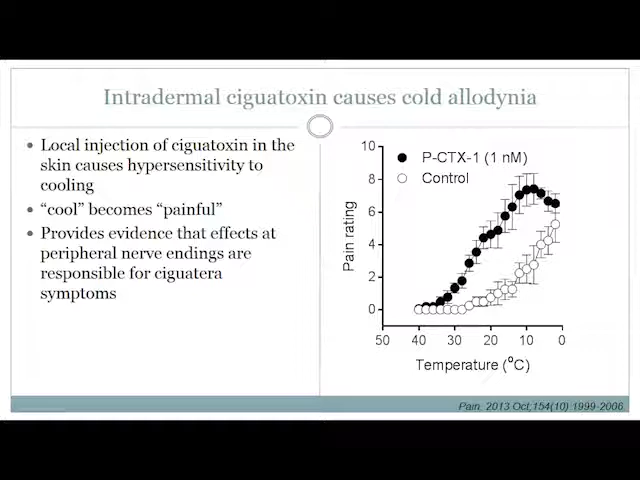 Intradermal ciguatoxin causes cold allodynia
• Local injection of ciguatoxin in the
skin causes hypersensitivity to
cooling
• “cool” becomes “painful”
• Provides evidence that effects at
peripheral nerve endings are
responsible for ciguatera
symptoms
P-CTX-1 (1 nM)
Control
Pain rating
10
8
6
4
2
0
50 40 30 20 10 0
Temperature (°C)
Pain. 2013 Oct;154(10):1999-2006